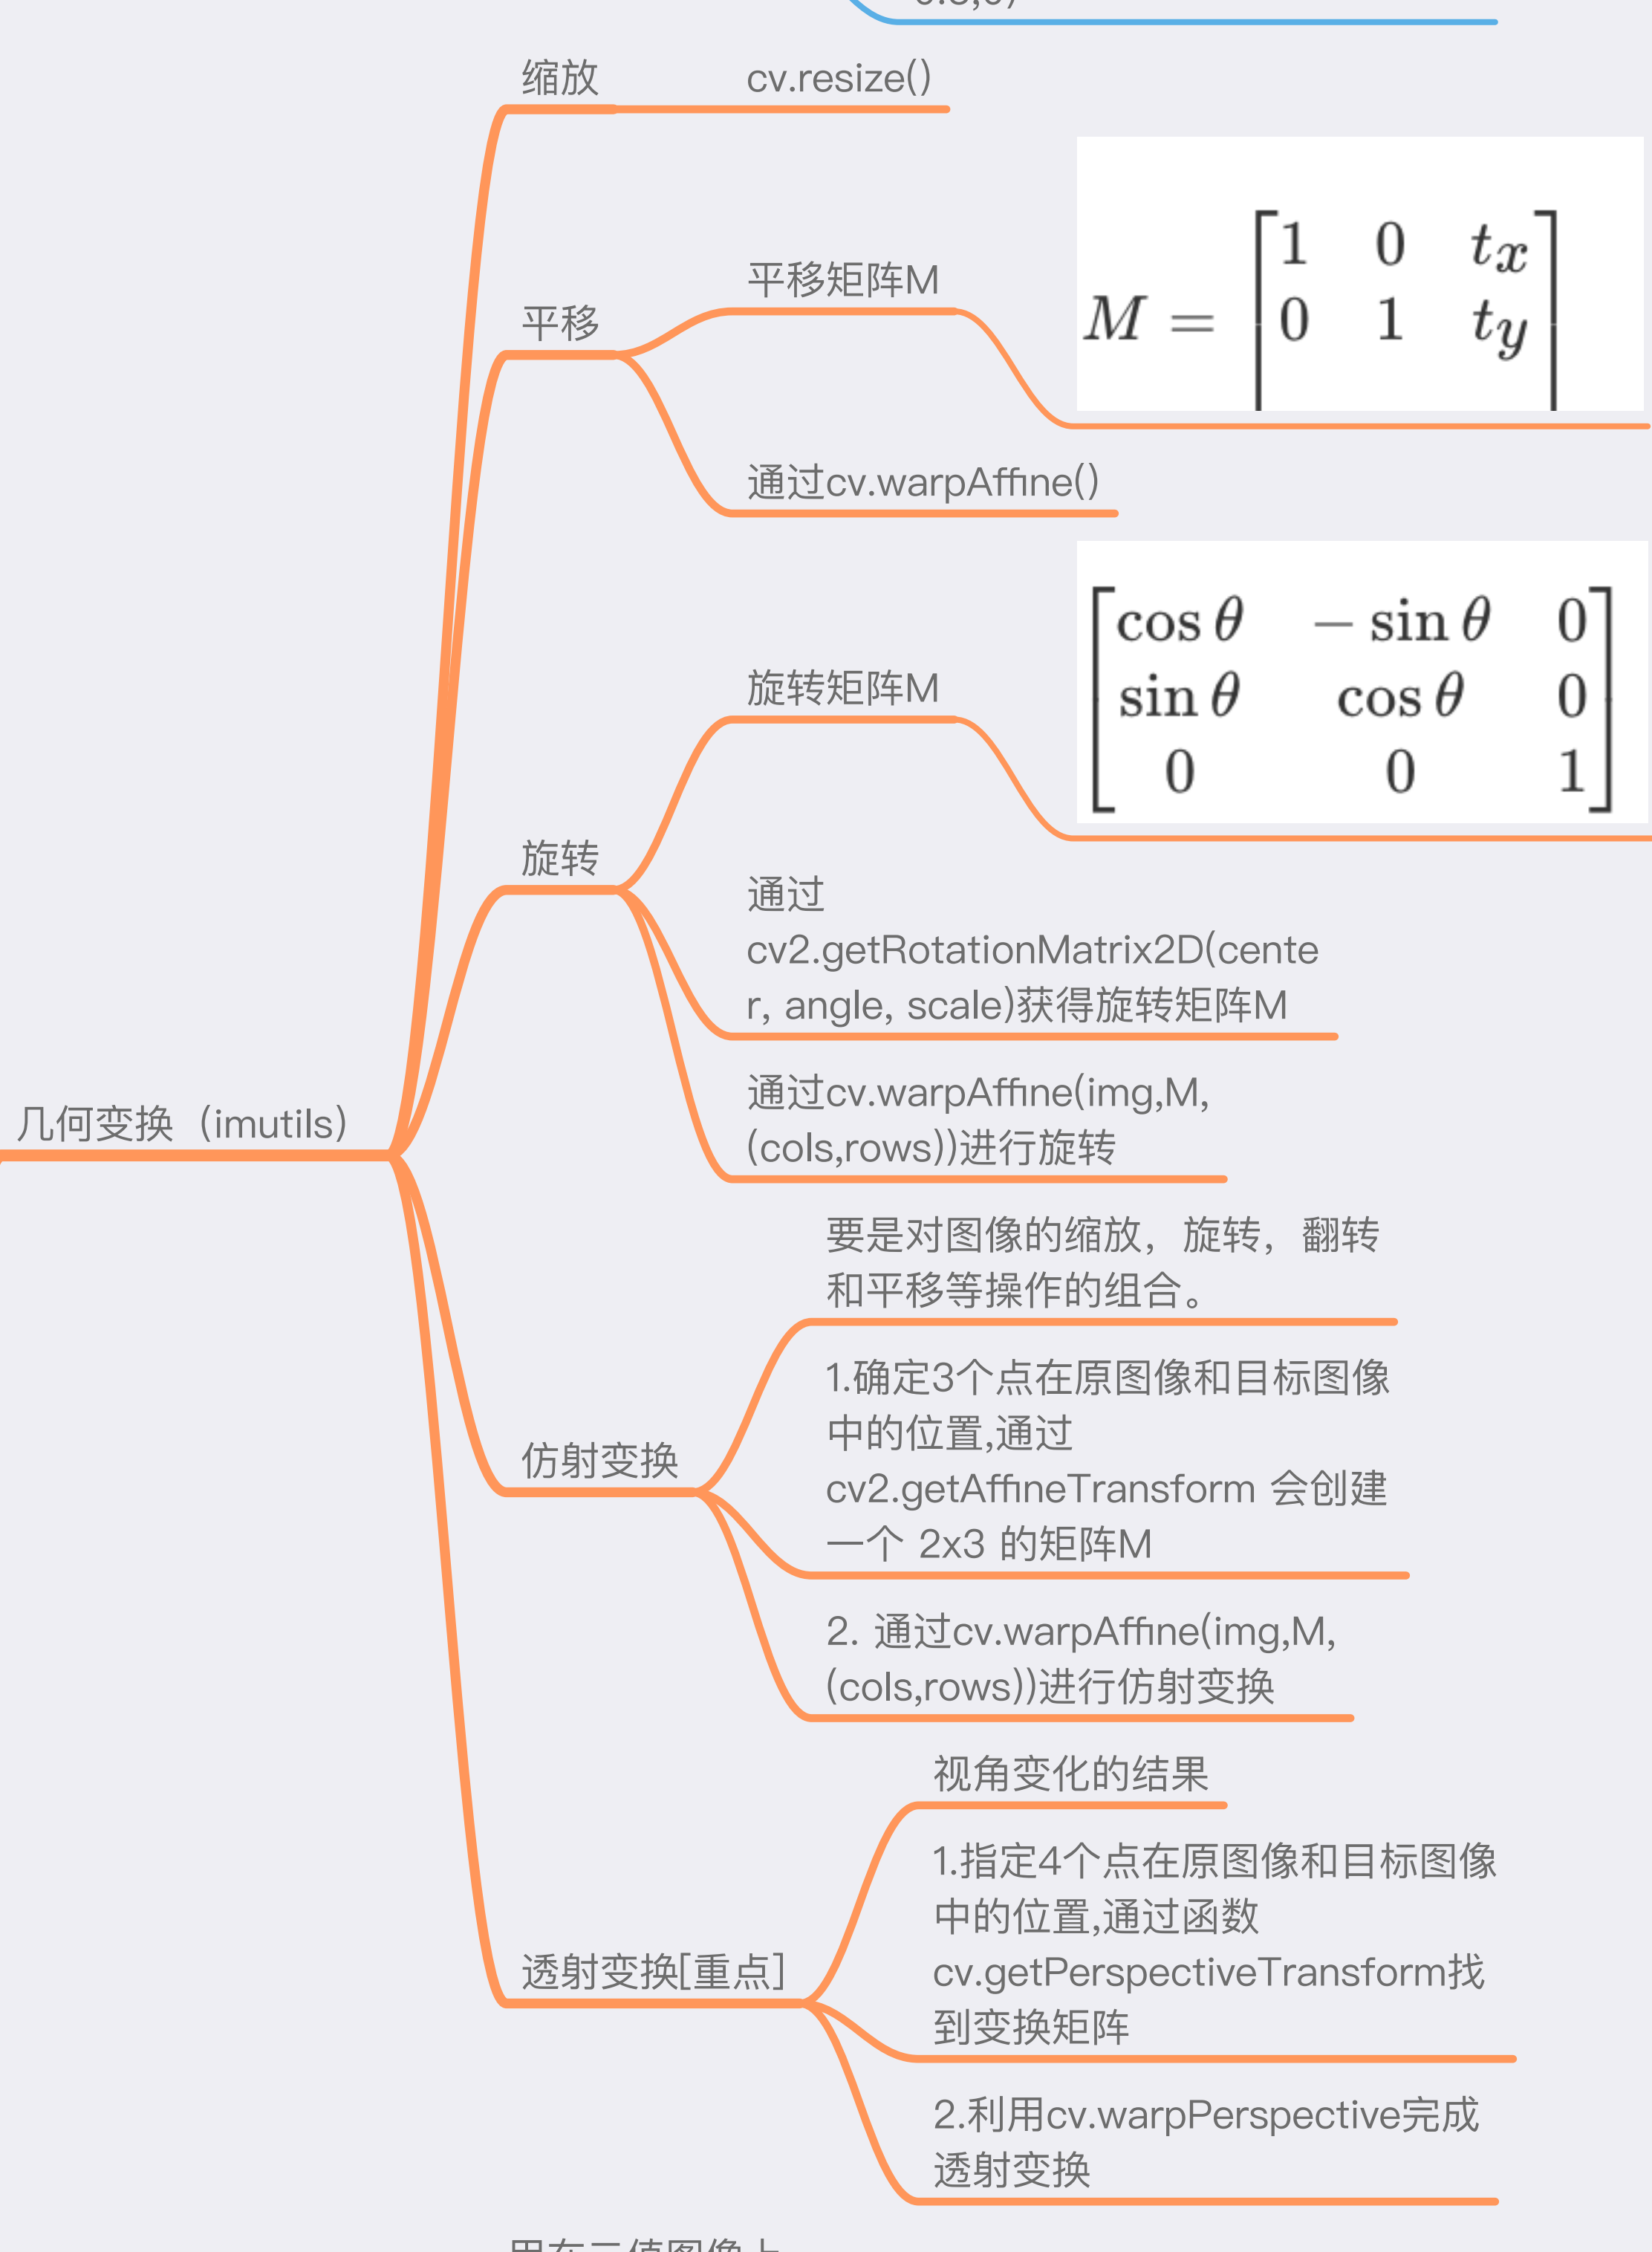 缩放
cv.resize()
平移
平移矩阵M
M = [1 0 tx
0 1 ty]
通过cv.warpAffine()
旋转
旋转矩阵M
cos θ − sin θ 0
sin θ cos θ 0
0 0 1
通过
cv2.getRotationMatrix2D(cente
r, angle, scale)获得旋转矩阵M
通过cv.warpAffine(img,M,
(cols,rows))进行旋转
几何变换（imutils）
仿射变换
要是对图像的缩放，旋转，翻转
和平移等操作的组合。
1.确定3个点在原图像和目标图像
中的位置,通过
cv2.getAffineTransform 会创建
一个 2x3 的矩阵M
2. 通过cv.warpAffine(img,M,
(cols,rows))进行仿射变换
透射变换[重点]
视角变化的结果
1.指定4个点在原图像和目标图像
中的位置,通过函数
cv.getPerspectiveTransform找
到变换矩阵
2.利用cv.warpPerspective完成
透射变换